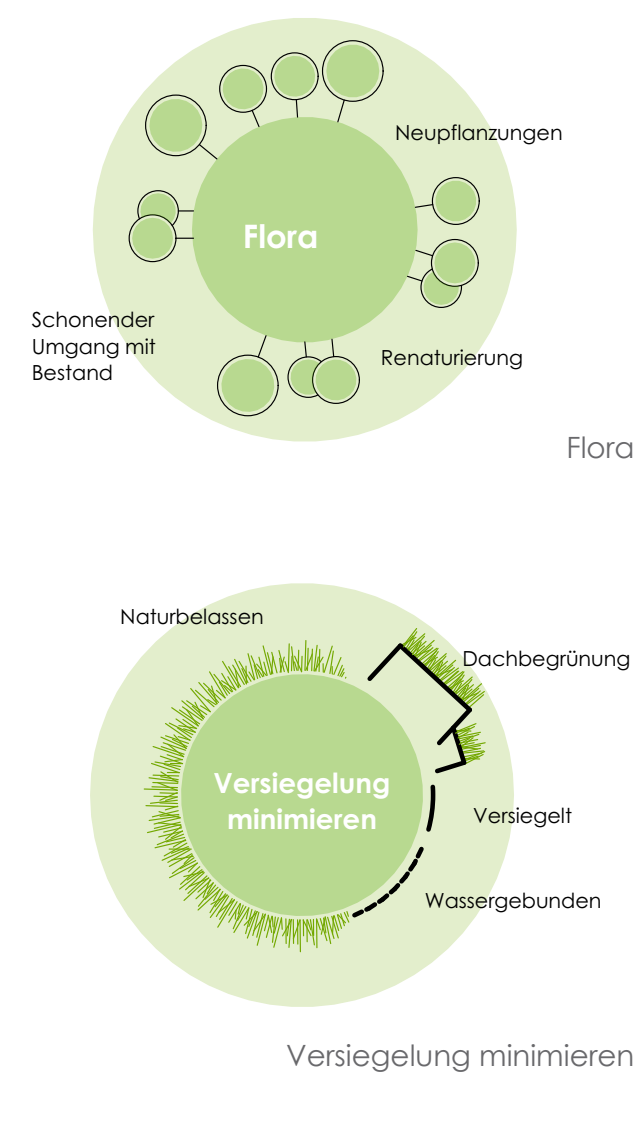 Neupflanzungen
Flora
Schonender
Umgang mit
Bestand
Renaturierung
Flora
Naturbelassen
Dachbegrünung
Versiegelung
minimieren
Versiegelt
Wassergebunden
Versiegelung minimieren